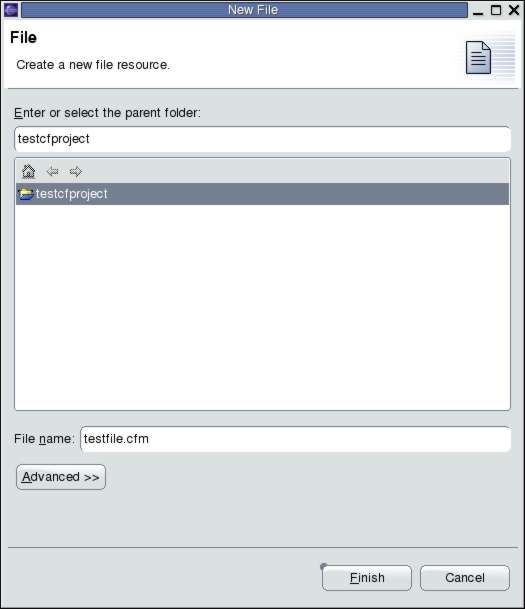 New File
File
Create a new file resource.
Enter or select the parent folder:
testcfproject
testcfproject
File name: testfile.cfm
Advanced >>
Finish Cancel